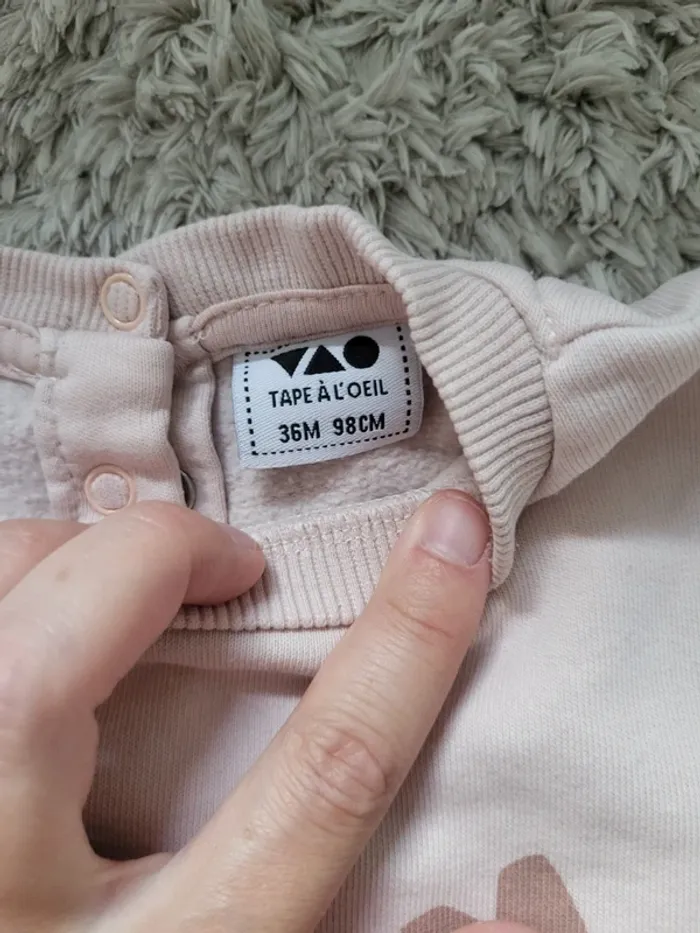 TAPE À L'OEIL
36M 98CM